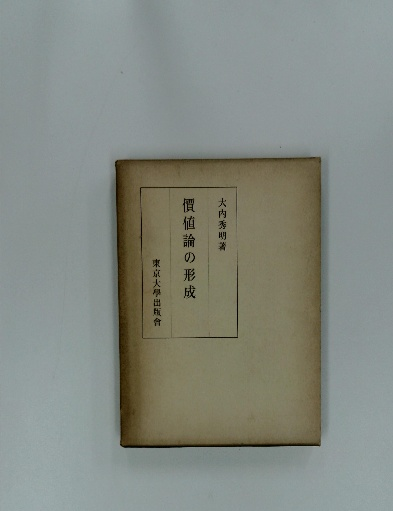 大内秀明著
價値論の形成
東京大學出版會